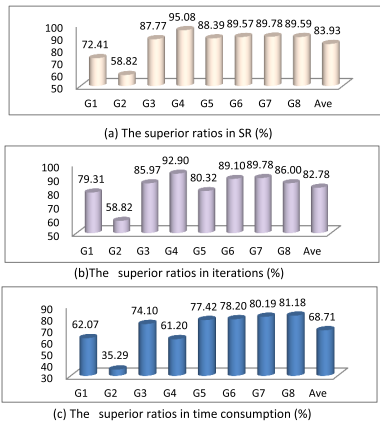 95.08
87.77 88.39 89.57 89.78 89.59 83.93
72.41
58.82
100
90
80
70
60
50
G1 G2 G3 G4 G5 G6 G7 G8 Ave
(a) The superior ratios in SR (%)
92.90
85.97 89.10 89.78 86.00 82.78
79.31 80.32
58.82
100
90
80
70
60
50
G1 G2 G3 G4 G5 G6 G7 G8 Ave
(b)The superior ratios in iterations (%)
74.10 77.42 78.20 80.19 81.18
62.07 61.20 68.71
35.29
90
80
70
60
50
40
30
G1 G2 G3 G4 G5 G6 G7 G8 Ave
(c) The superior ratios in time consumption (%)